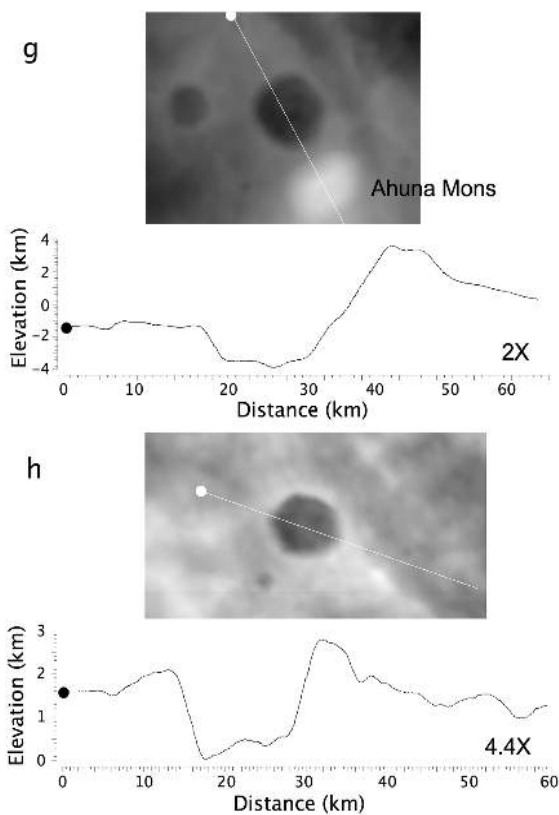 g
Ahuna Mons
Elevation (km)
4
2
0
−2
−4
2X
0 10 20 30 40 50 60
Distance (km)
h
Elevation (km)
3
2
1
0
4.4X
0 10 20 30 40 50 60
Distance (km)